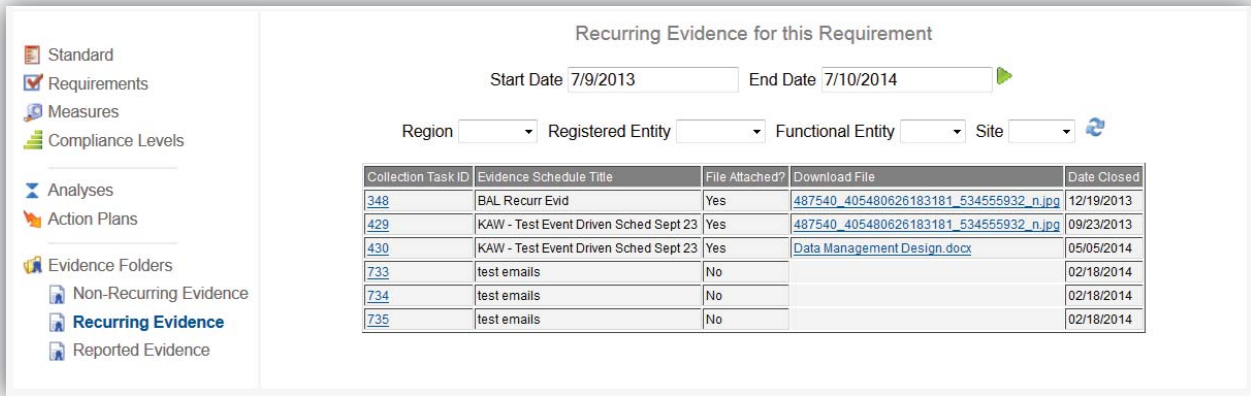 Standard
Requirements
Measures
Compliance Levels
Analyses
Action Plans
Evidence Folders
Non-Recurring Evidence
Recurring Evidence
Reported Evidence
Recurring Evidence for this Requirement
Start Date 7/9/2013 End Date 7/10/2014
Region Registered Entity Functional Entity Site
Collection Task ID Evidence Schedule Title File Attached? Download File Date Closed
348 BAL Recurr Evid Yes 487540_405480626183181_534555932_n.jpg 12/19/2013
429 KAW - Test Event Driven Sched Sept 23 Yes 487540_405480626183181_534555932_n.jpg 09/23/2013
430 KAW - Test Event Driven Sched Sept 23 Yes Data Management Design.docx 05/05/2014
733 test emails No 02/18/2014
734 test emails No 02/18/2014
735 test emails No 02/18/2014